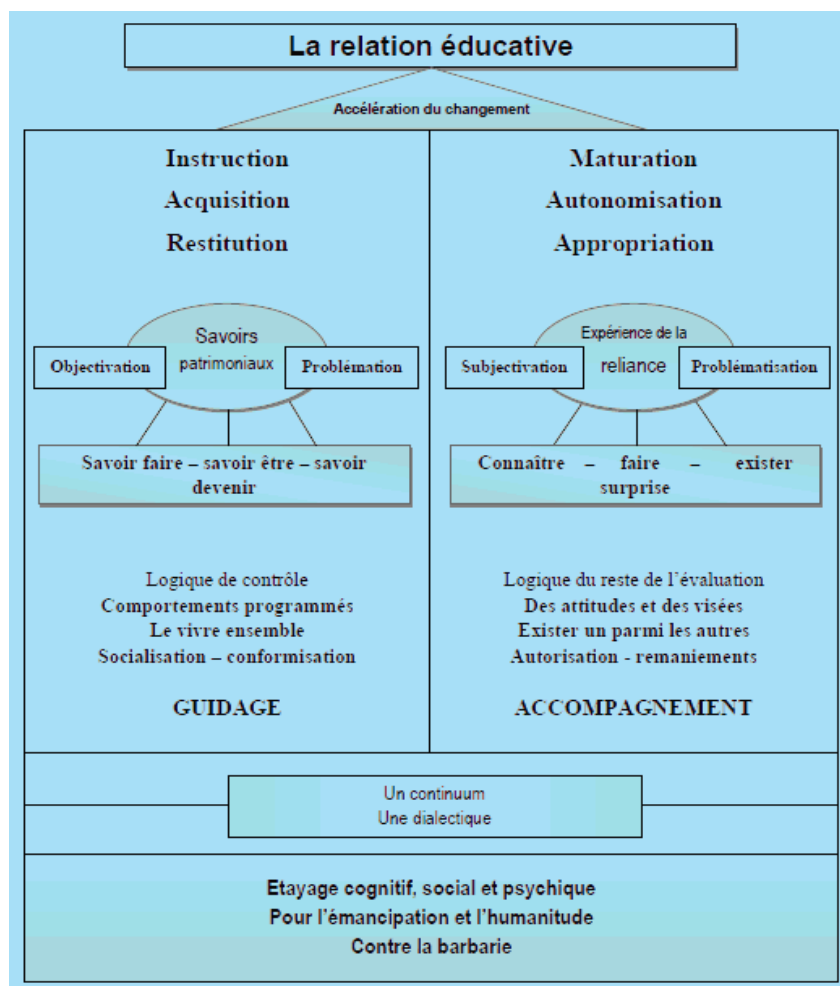 La relation éducative
Accélération du changement
Instruction
Acquisition
Restitution
Savoirs
patrimoniaux
Objectivation
Problémation
Savoir faire – savoir être – savoir
devenir
Logique de contrôle
Comportements programmés
Le vivre ensemble
Socialisation – conformisation
GUIDAGE
Maturation
Autonomisation
Appropriation
Expérience de la
reliance
Subjectivation
Problématisation
Connaître – faire – exister
surprise
Logique du reste de l'évaluation
Des attitudes et des visées
Exister un parmi les autres
Autorisation - remaniements
ACCOMPAGNEMENT
Un continuum
Une dialectique
Etayage cognitif, social et psychique
Pour l'émancipation et l'humanitude
Contre la barbarie